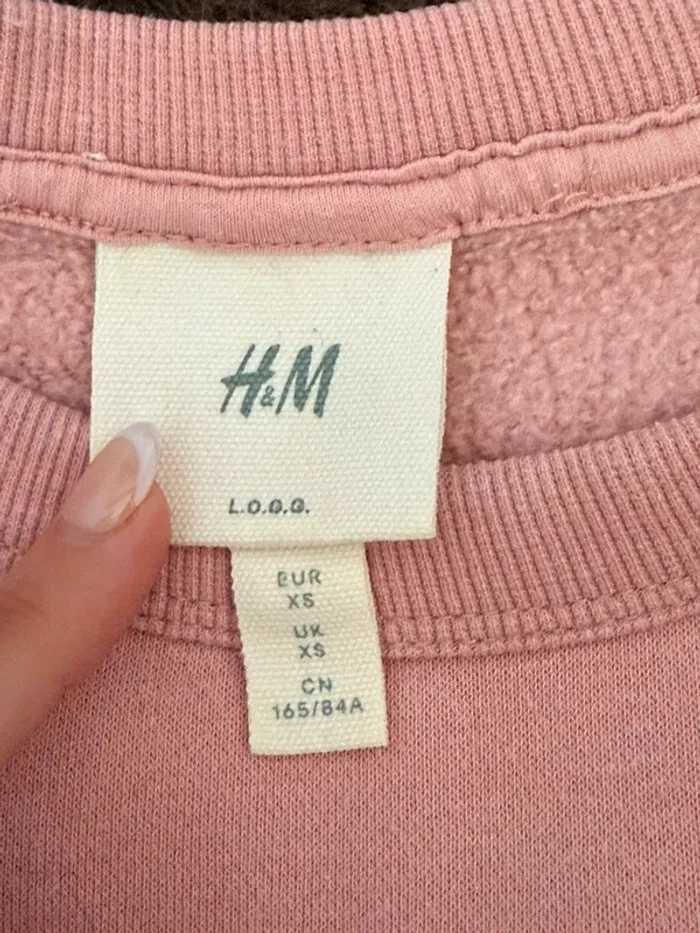 H&M
L.O.G.G.
EUR
XS
UK
XS
CN
165/84A